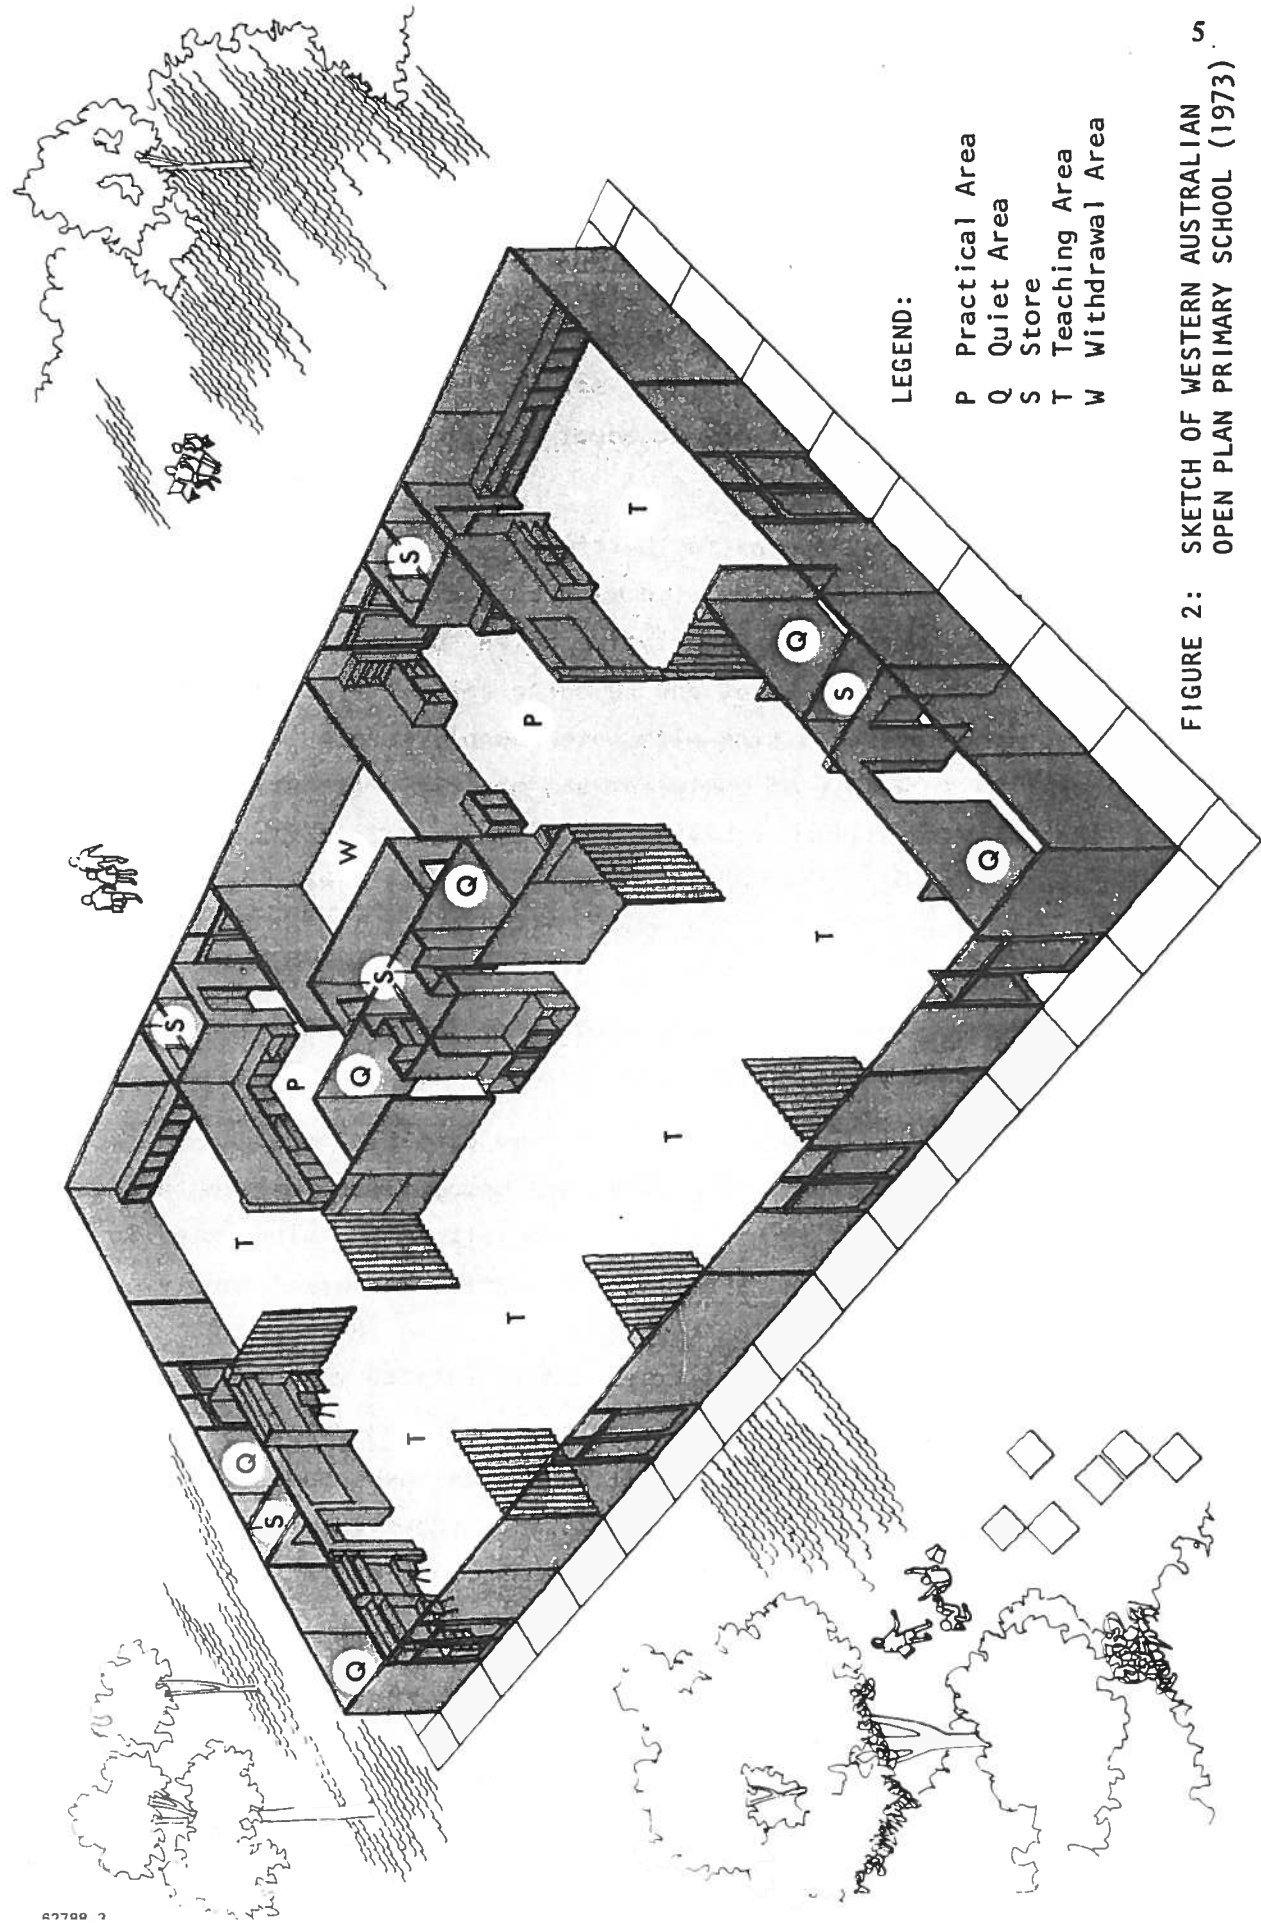 5
S
T
Q
S
P
W
Q
Q
S
S
T
P
Q
T
T
T
Q
T
S
Q
LEGEND:
P Practical Area
Q Quiet Area
S Store
T Teaching Area
W Withdrawal Area
FIGURE 2: SKETCH OF WESTERN AUSTRALIAN
OPEN PLAN PRIMARY SCHOOL (1973)